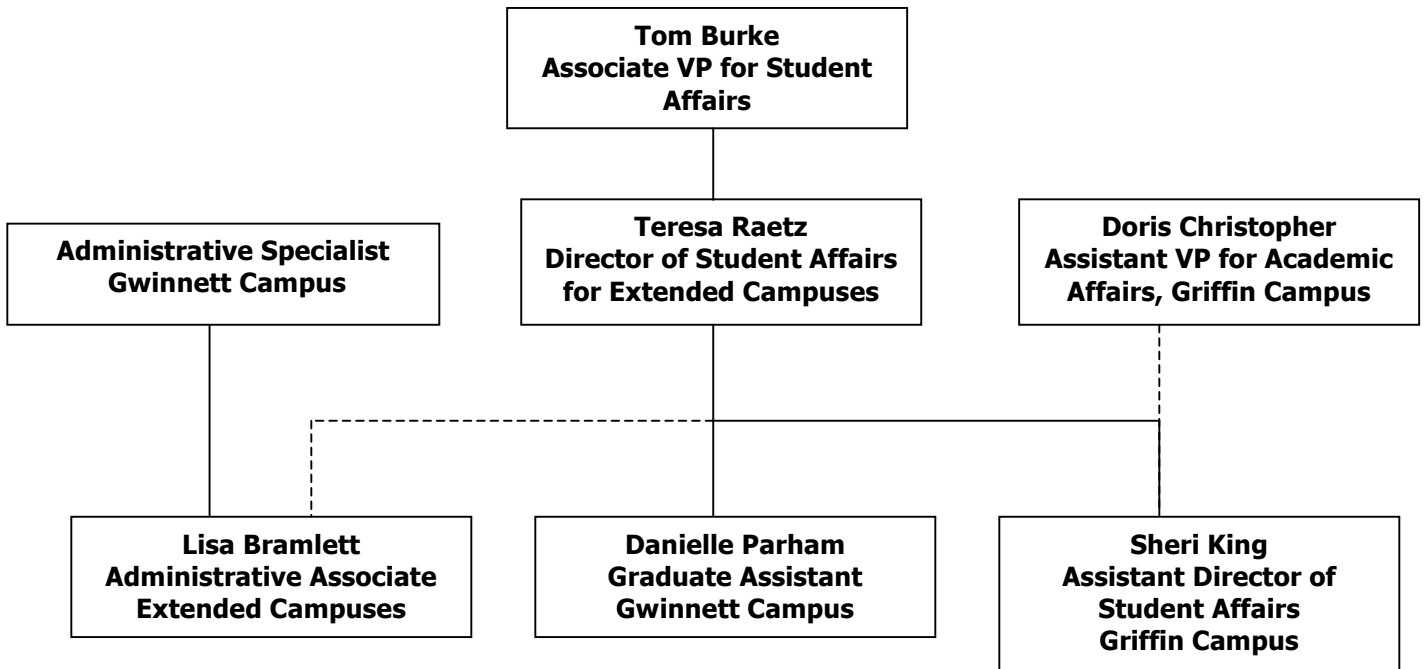 Tom Burke
Associate VP for Student
Affairs
Administrative Specialist
Gwinnett Campus
Teresa Raetz
Director of Student Affairs
for Extended Campuses
Doris Christopher
Assistant VP for Academic
Affairs, Griffin Campus
Lisa Bramlett
Administrative Associate
Extended Campuses
Danielle Parham
Graduate Assistant
Gwinnett Campus
Sheri King
Assistant Director of
Student Affairs
Griffin Campus